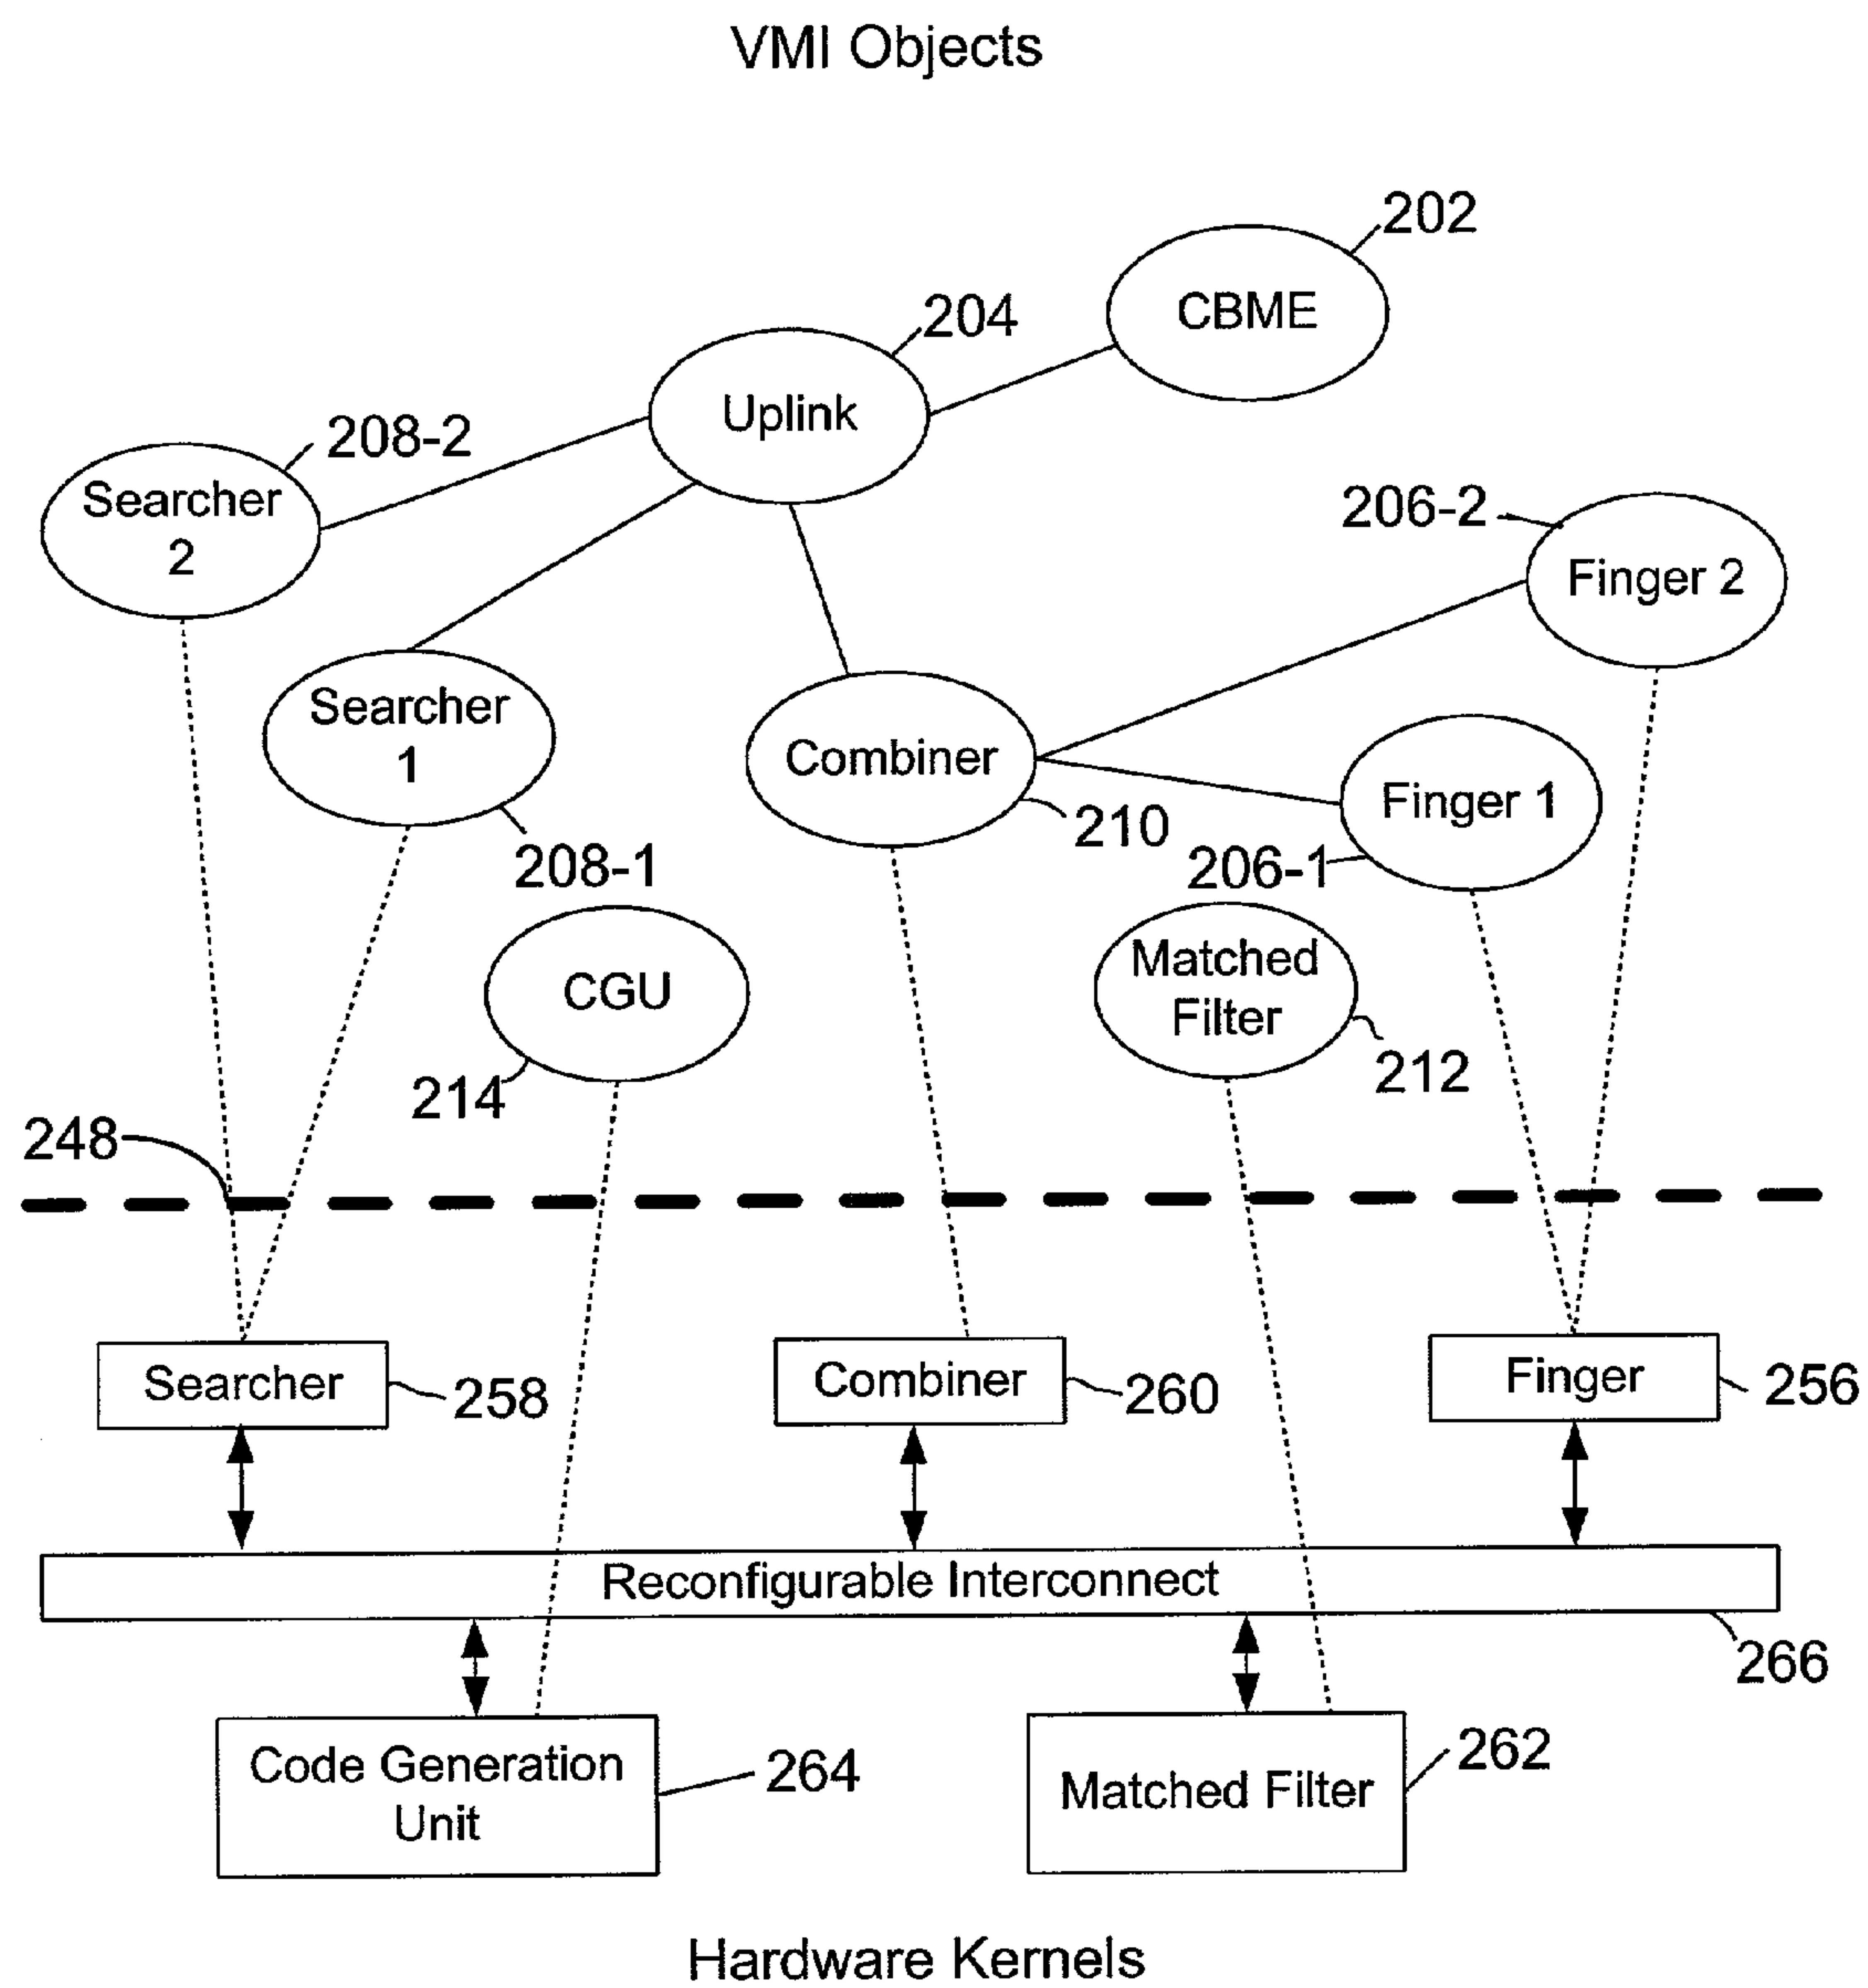 VMI Objects
202
CBME
204
Uplink
208-2
Searcher
2
206-2
Finger 2
Searcher
1
208-1
Combiner
210
Finger 1
206-1
CGU
214
Matched
Filter
212
248
Searcher
258
Combiner
260
Finger
256
Reconfigurable Interconnect
266
Code Generation
Unit
264
Matched Filter
262
Hardware Kernels